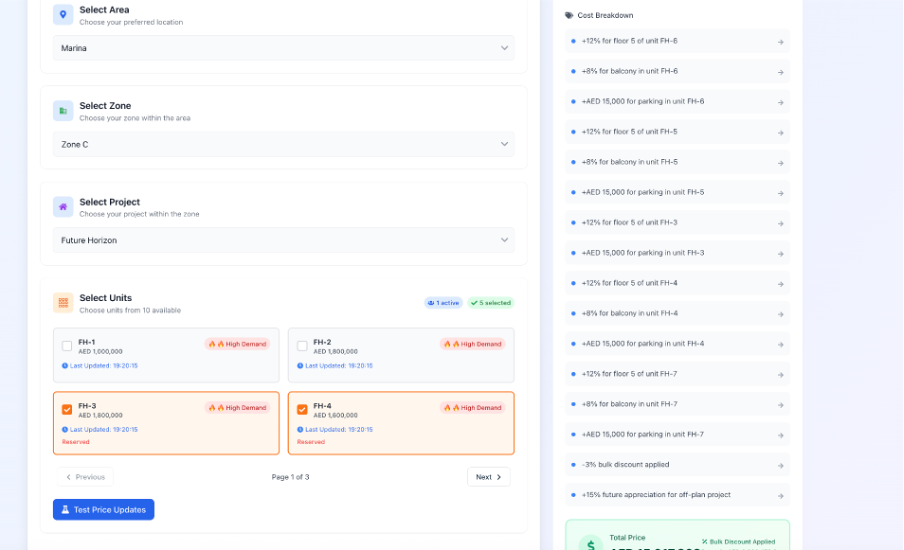 Select Area
Choose your preferred location
Marina
Select Zone
Choose your zone within the area
Zone C
Select Project
Choose your project within the zone
Future Horizon
Select Units
Choose units from 10 available
1 active
5 selected
FH-1
AED 1,000,000
High Demand
Last Updated: 19:20:15
FH-2
AED 1,800,000
High Demand
Last Updated: 19:20:15
FH-3
AED 1,800,000
High Demand
Last Updated: 19:20:15
Reserved
FH-4
AED 1,600,000
High Demand
Last Updated: 19:20:15
Reserved
Previous
Page 1 of 3
Next
Test Price Updates
Cost Breakdown
+12% for floor 5 of unit FH-6
+8% for balcony in unit FH-6
+AED 15,000 for parking in unit FH-6
+12% for floor 5 of unit FH-5
+8% for balcony in unit FH-5
+AED 15,000 for parking in unit FH-5
+12% for floor 5 of unit FH-3
+AED 15,000 for parking in unit FH-3
+12% for floor 5 of unit FH-4
+8% for balcony in unit FH-4
+AED 15,000 for parking in unit FH-4
+12% for floor 5 of unit FH-7
+8% for balcony in unit FH-7
+AED 15,000 for parking in unit FH-7
-3% bulk discount applied
+15% future appreciation for off-plan project
Total Price
Bulk Discount Applied